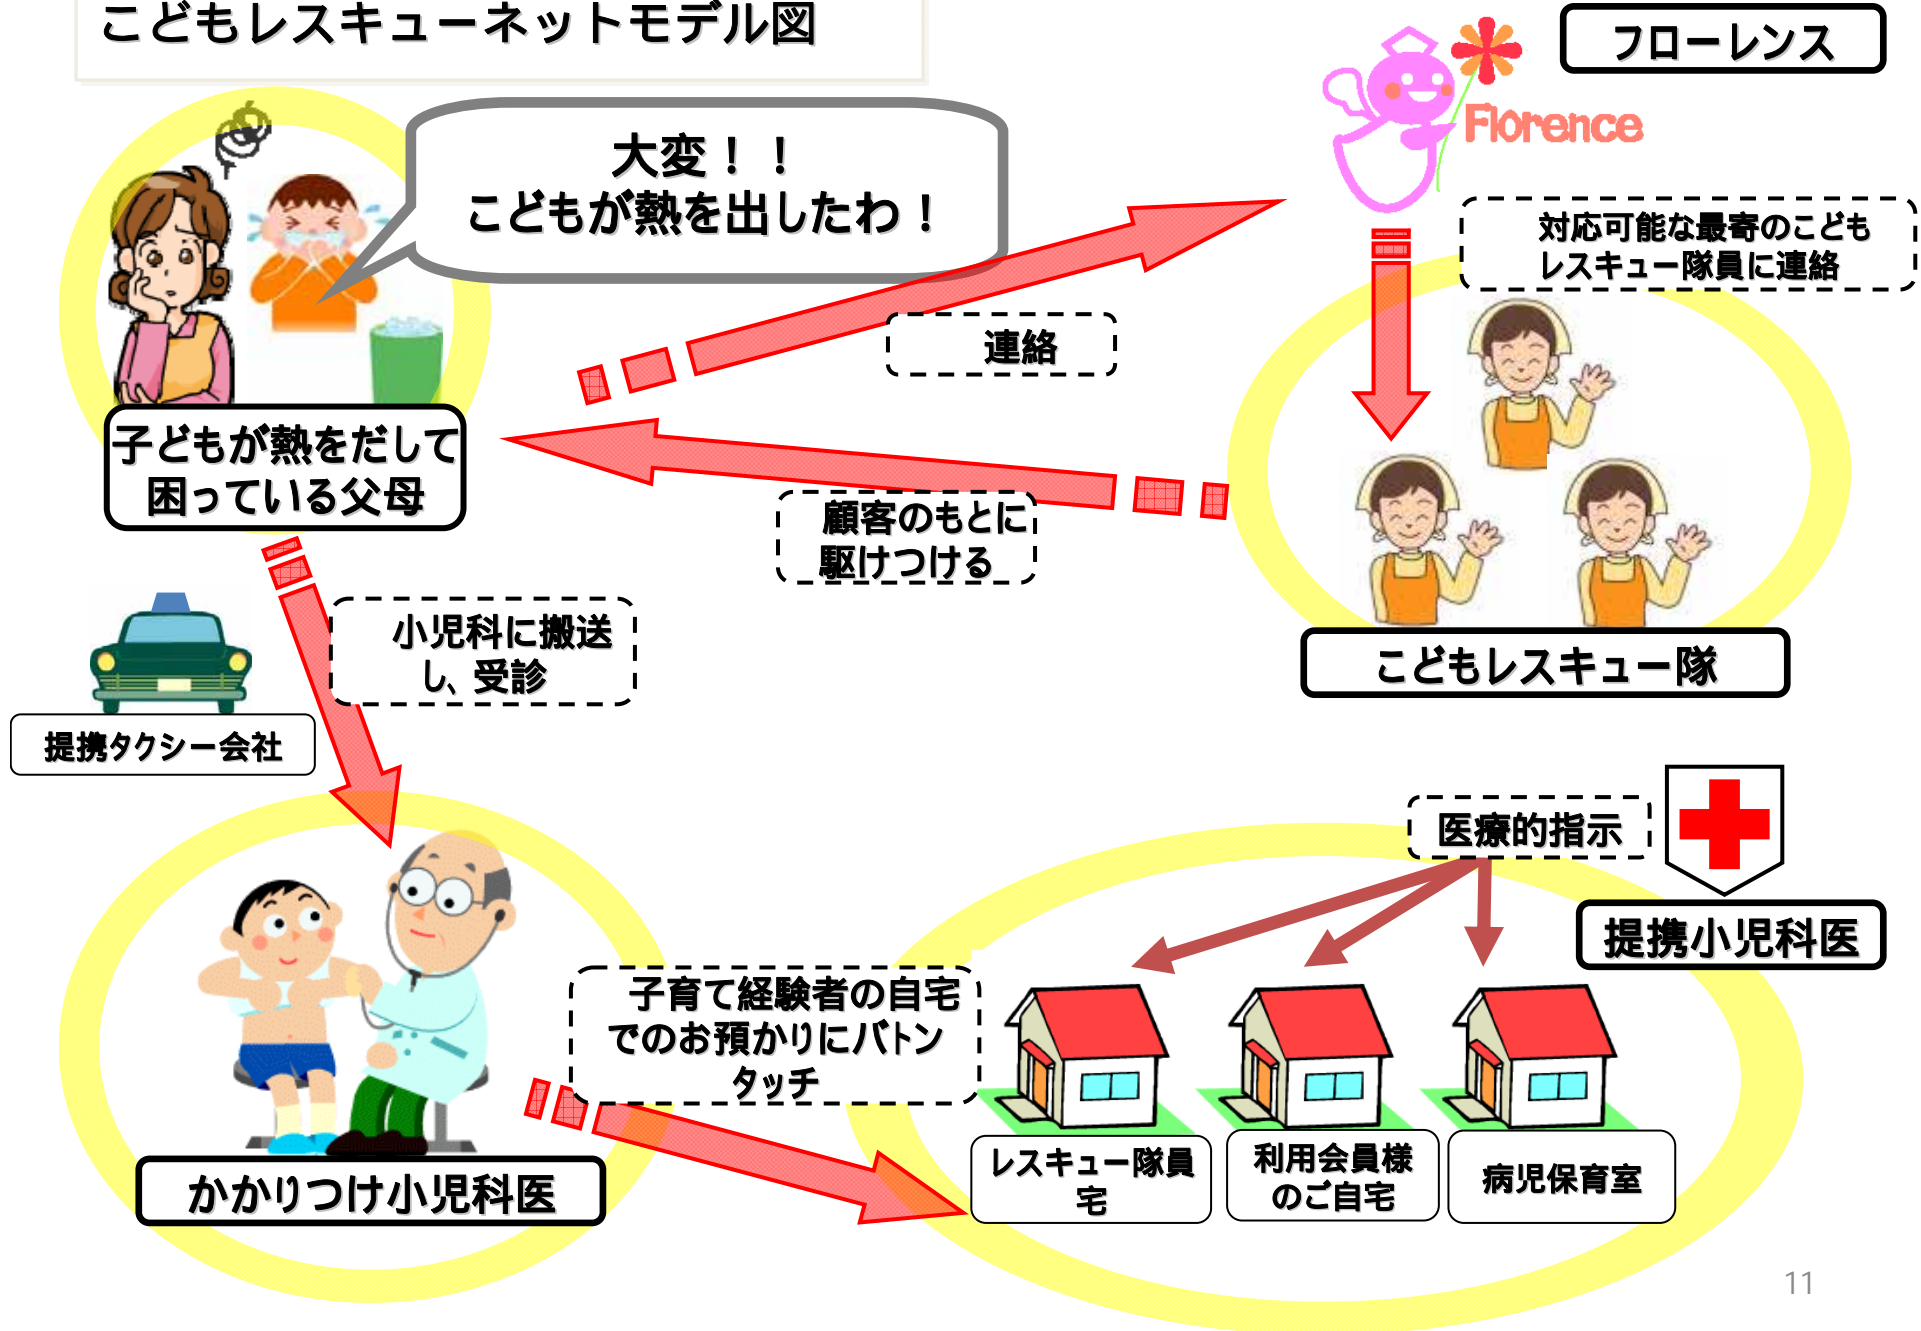 こどもレスキューネットモデル図
フローレンス
Florence
大変！！
こどもが熱を出したわ！
対応可能な最寄のこども
レスキュー隊員に連絡
連絡
子どもが熱をだして
困っている父母
顧客のもとに
駆けつける
小児科に搬送
し、受診
こどもレスキュー隊
提携タクシー会社
医療的指示
提携小児科医
子育て経験者の自宅
でのお預かりにバトン
タッチ
かかりつけ小児科医
レスキュー隊員
宅
利用会員様
のご自宅
病児保育室
11